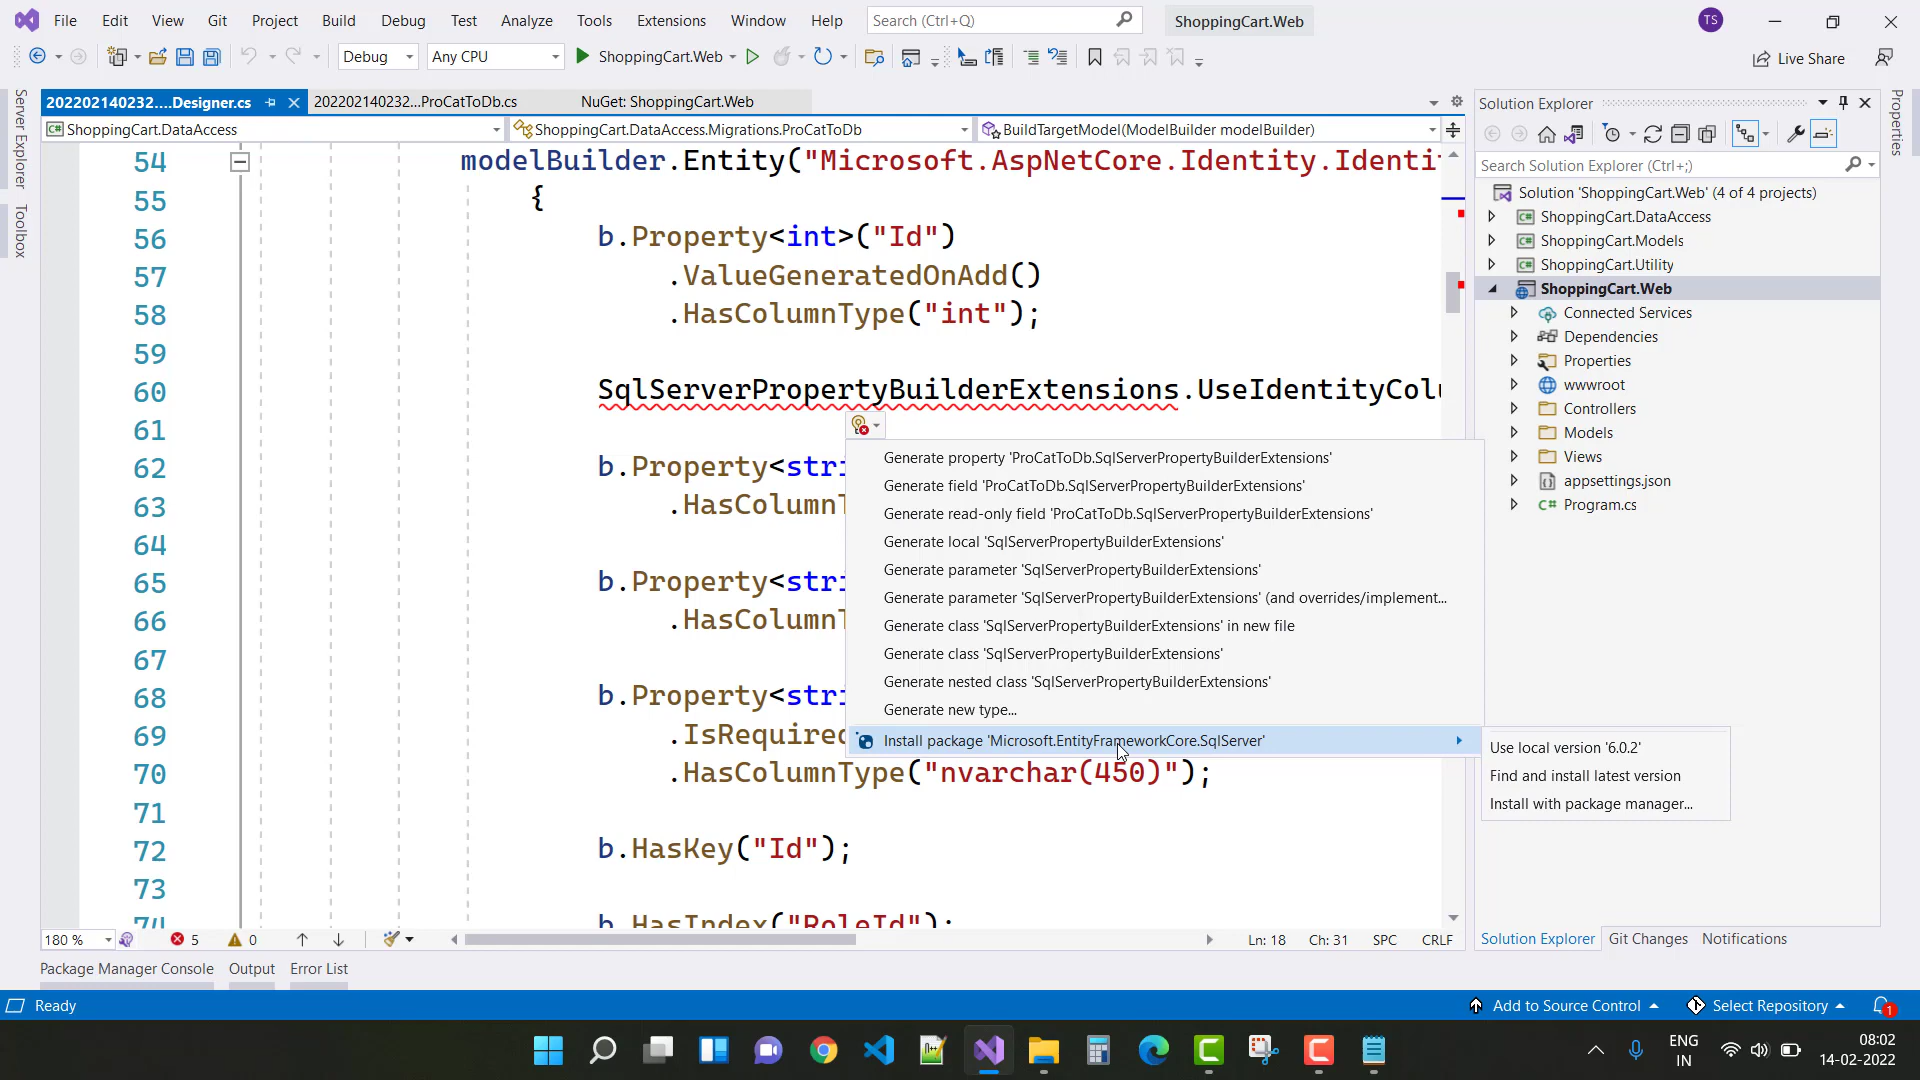 File Edit View Git Project Build Debug Test Analyze Tools Extensions Window Help Search (Ctrl+Q) ShoppingCart.Web TS
Debug Any CPU ShoppingCart.Web Live Share
202202140232....Designer.cs 202202140232...ProCatToDb.cs NuGet: ShoppingCart.Web
ShoppingCart.DataAccess ShoppingCart.DataAccess.Migrations.ProCatToDb BuildTargetModel(ModelBuilder modelBuilder)
Server Explorer
Toolbox
54 modelBuilder.Entity("Microsoft.AspNetCore.Identity.Identi
55 {
56 b.Property<int>("Id")
57 .ValueGeneratedOnAdd()
58 .HasColumnType("int");
59
60 SqlServerPropertyBuilderExtensions.UseIdentityColu
61
62 b.Property<stri
63 .HasColumnT
64
65 b.Property<stri
66 .HasColumnT
67
68 b.Property<stri
69 .IsRequired
70 .HasColumnType("nvarchar(450)");
71
72 b.HasKey("Id");
73
74 b.HasIndex("RoleId");
Generate property 'ProCatToDb.SqlServerPropertyBuilderExtensions'
Generate field 'ProCatToDb.SqlServerPropertyBuilderExtensions'
Generate read-only field 'ProCatToDb.SqlServerPropertyBuilderExtensions'
Generate local 'SqlServerPropertyBuilderExtensions'
Generate parameter 'SqlServerPropertyBuilderExtensions'
Generate parameter 'SqlServerPropertyBuilderExtensions' (and overrides/implement...
Generate class 'SqlServerPropertyBuilderExtensions' in new file
Generate class 'SqlServerPropertyBuilderExtensions'
Generate nested class 'SqlServerPropertyBuilderExtensions'
Generate new type...
Install package 'Microsoft.EntityFrameworkCore.SqlServer'
Use local version '6.0.2'
Find and install latest version
Install with package manager...
Solution Explorer
Search Solution Explorer (Ctrl+;)
Solution 'ShoppingCart.Web' (4 of 4 projects)
ShoppingCart.DataAccess
ShoppingCart.Models
ShoppingCart.Utility
ShoppingCart.Web
Connected Services
Dependencies
Properties
wwwroot
Controllers
Models
Views
appsettings.json
C# Program.cs
Properties
180 % 5 0 Ln: 18 Ch: 31 SPC CRLF
Solution Explorer Git Changes Notifications
Package Manager Console Output Error List
Ready Add to Source Control Select Repository 1
ENG
IN
08:02
14-02-2022